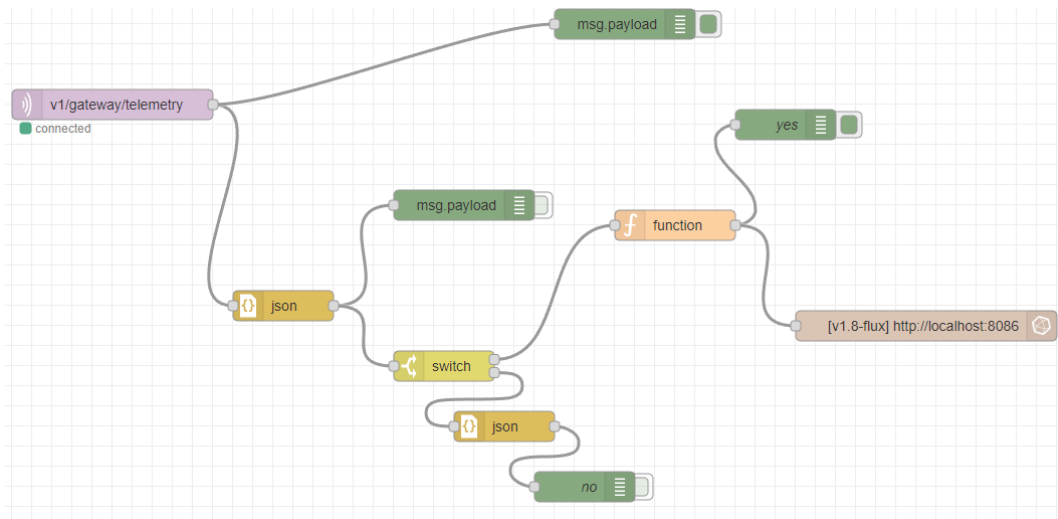 msg.payload
v1/gateway/telemetry
connected
yes
msg.payload
function
json
[v1.8-flux] http://localhost:8086
switch
json
no